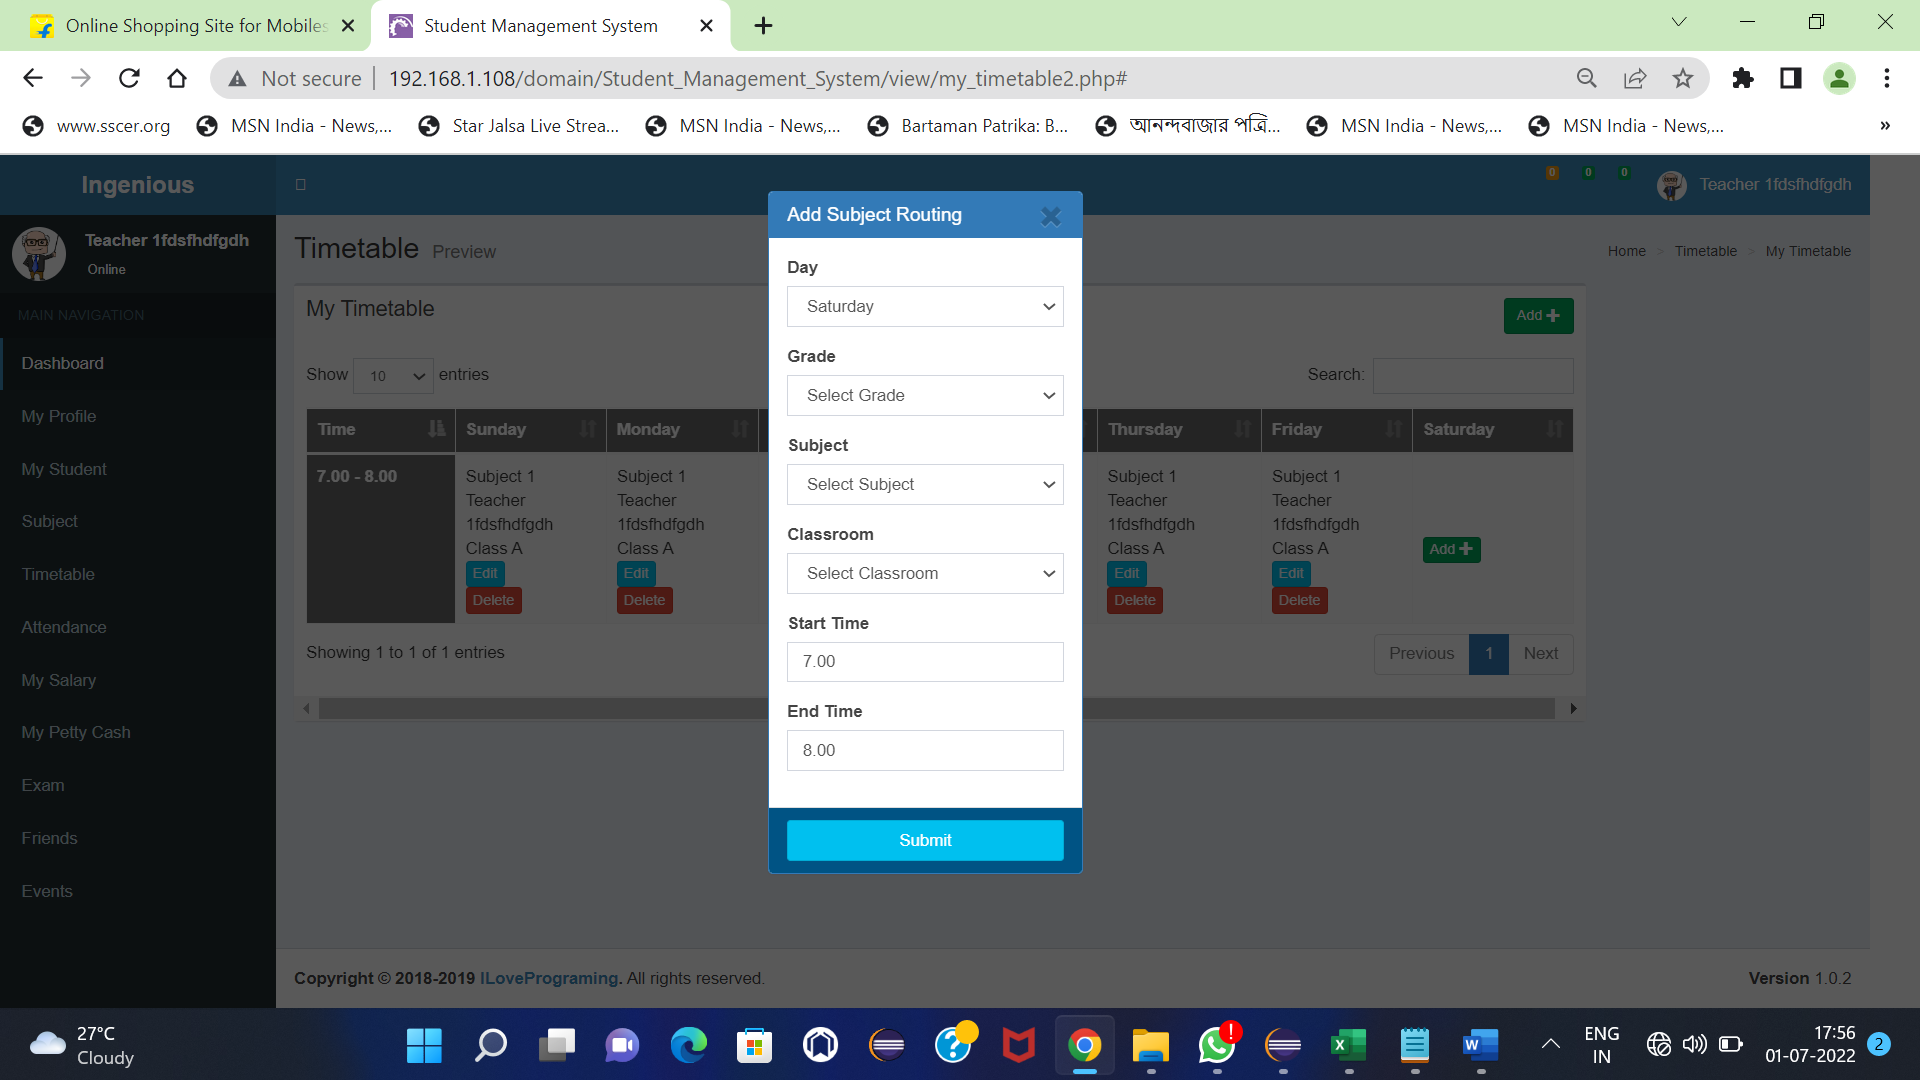 Online Shopping Site for Mobiles
Student Management System
Not secure
192.168.1.108/domain/Student_Management_System/view/my_timetable2.php#
www.sscer.org
MSN India - News,...
Star Jalsa Live Strea...
MSN India - News,...
Bartaman Patrika: B...
আনন্দবাজার পত্রি...
MSN India - News,...
MSN India - News,...
»
Ingenious
0
0
0
Teacher 1fdsfhdfgdh
Teacher 1fdsfhdfgdh
Online
MAIN NAVIGATION
Dashboard
My Profile
My Student
Subject
Timetable
Attendance
My Salary
My Petty Cash
Exam
Friends
Events
Timetable Preview
Home > Timetable > My Timetable
My Timetable
Add
Show 10 entries
Search:
Time Sunday Monday Thursday Friday Saturday
7.00 - 8.00
Subject 1
Teacher
1fdsfhdfgdh
Class A
Edit
Delete
Subject 1
Teacher
1fdsfhdfgdh
Class A
Edit
Delete
Subject 1
Teacher
1fdsfhdfgdh
Class A
Edit
Delete
Subject 1
Teacher
1fdsfhdfgdh
Class A
Edit
Delete
Add
Showing 1 to 1 of 1 entries
Previous 1 Next
Add Subject Routing
Day
Saturday
Grade
Select Grade
Subject
Select Subject
Classroom
Select Classroom
Start Time
7.00
End Time
8.00
Submit
Copyright © 2018-2019 ILovePrograming. All rights reserved.
Version 1.0.2
27°C
Cloudy
ENG
IN
17:56
01-07-2022
2